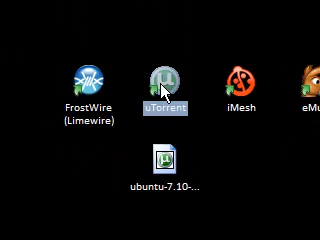 FrostWire
(Limewire)
uTorrent
iMesh
eMu
ubuntu-7.10-...